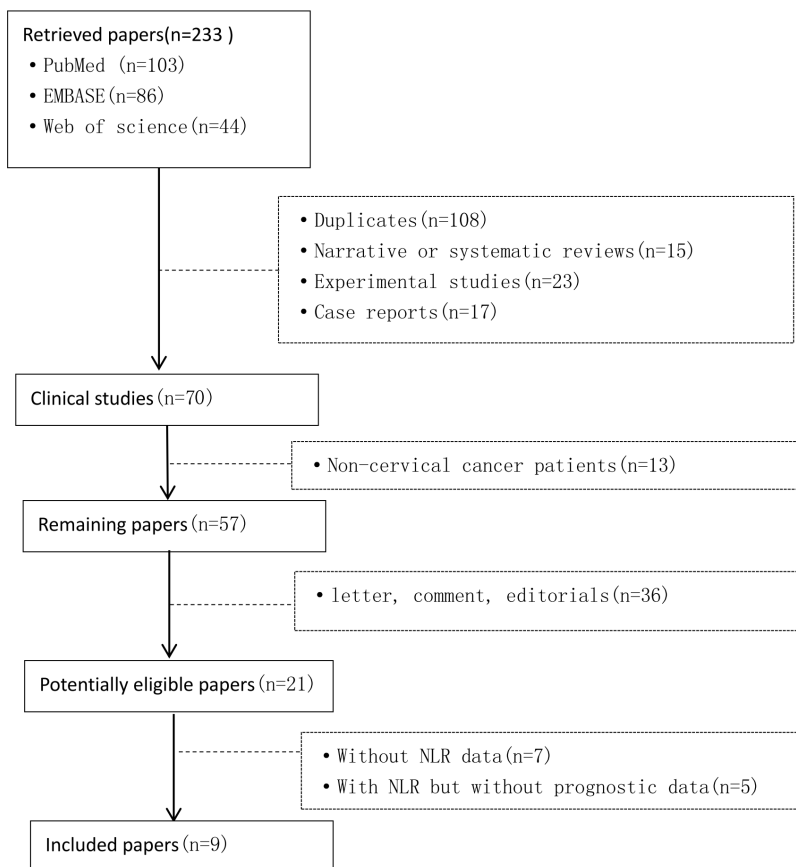 Retrieved papers(n=233 )
• PubMed (n=103)
• EMBASE(n=86)
• Web of science(n=44)
• Duplicates(n=108)
• Narrative or systematic reviews(n=15)
• Experimental studies(n=23)
• Case reports(n=17)
Clinical studies(n=70)
• Non-cervical cancer patients(n=13)
Remaining papers(n=57)
• letter, comment, editorials(n=36)
Potentially eligible papers(n=21)
• Without NLR data(n=7)
• With NLR but without prognostic data(n=5)
Included papers(n=9)